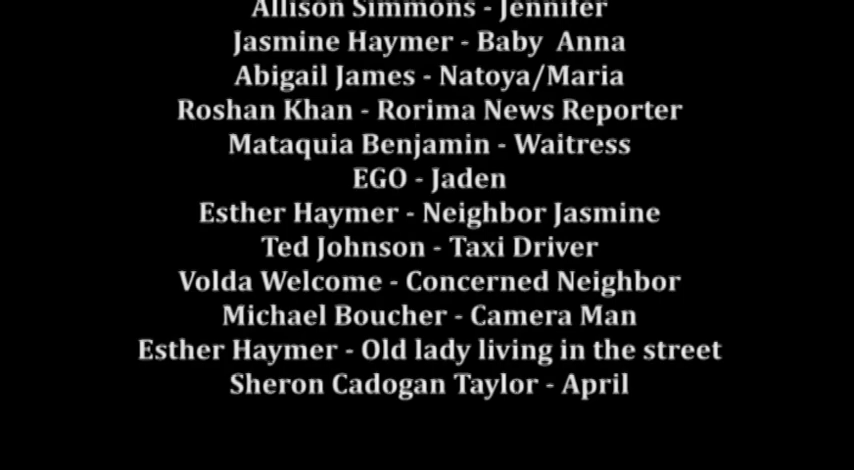 Allison Simmons - Jennifer
Jasmine Haymer - Baby  Anna
Abigail James - Natoya/Maria
Roshan Khan - Rorima News Reporter
Mataquia Benjamin - Waitress
EGO - Jaden
Esther Haymer - Neighbor Jasmine
Ted Johnson - Taxi Driver
Volda Welcome - Concerned Neighbor
Michael Boucher - Camera Man
Esther Haymer - Old lady living in the street
Sheron Cadogan Taylor - April